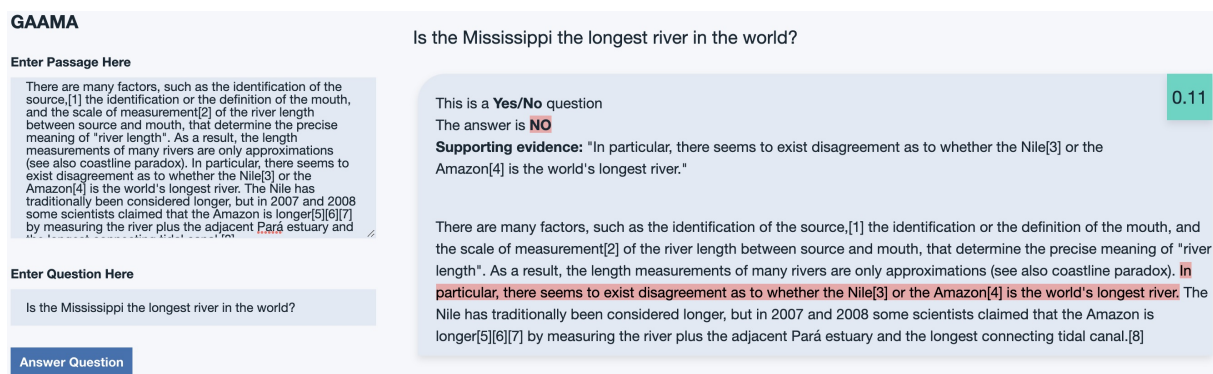 GAAMA
Enter Passage Here
There are many factors, such as the identification of the
source,[1] the identification or the definition of the mouth,
and the scale of measurement[2] of the river length
between source and mouth, that determine the precise
meaning of "river length". As a result, the length
measurements of many rivers are only approximations
(see also coastline paradox). In particular, there seems to
exist disagreement as to whether the Nile[3] or the
Amazon[4] is the world's longest river. The Nile has
traditionally been considered longer, but in 2007 and 2008
some scientists claimed that the Amazon is longer[5][6][7]
by measuring the river plus the adjacent Pará estuary and
the longest connecting tidal canal.[8]
Enter Question Here
Is the Mississippi the longest river in the world?
Answer Question
Is the Mississippi the longest river in the world?
0.11
This is a Yes/No question
The answer is NO
Supporting evidence: "In particular, there seems to exist disagreement as to whether the Nile[3] or the
Amazon[4] is the world's longest river."
There are many factors, such as the identification of the source,[1] the identification or the definition of the mouth, and
the scale of measurement[2] of the river length between source and mouth, that determine the precise meaning of "river
length". As a result, the length measurements of many rivers are only approximations (see also coastline paradox). In
particular, there seems to exist disagreement as to whether the Nile[3] or the Amazon[4] is the world's longest river. The
Nile has traditionally been considered longer, but in 2007 and 2008 some scientists claimed that the Amazon is
longer[5][6][7] by measuring the river plus the adjacent Pará estuary and the longest connecting tidal canal.[8]